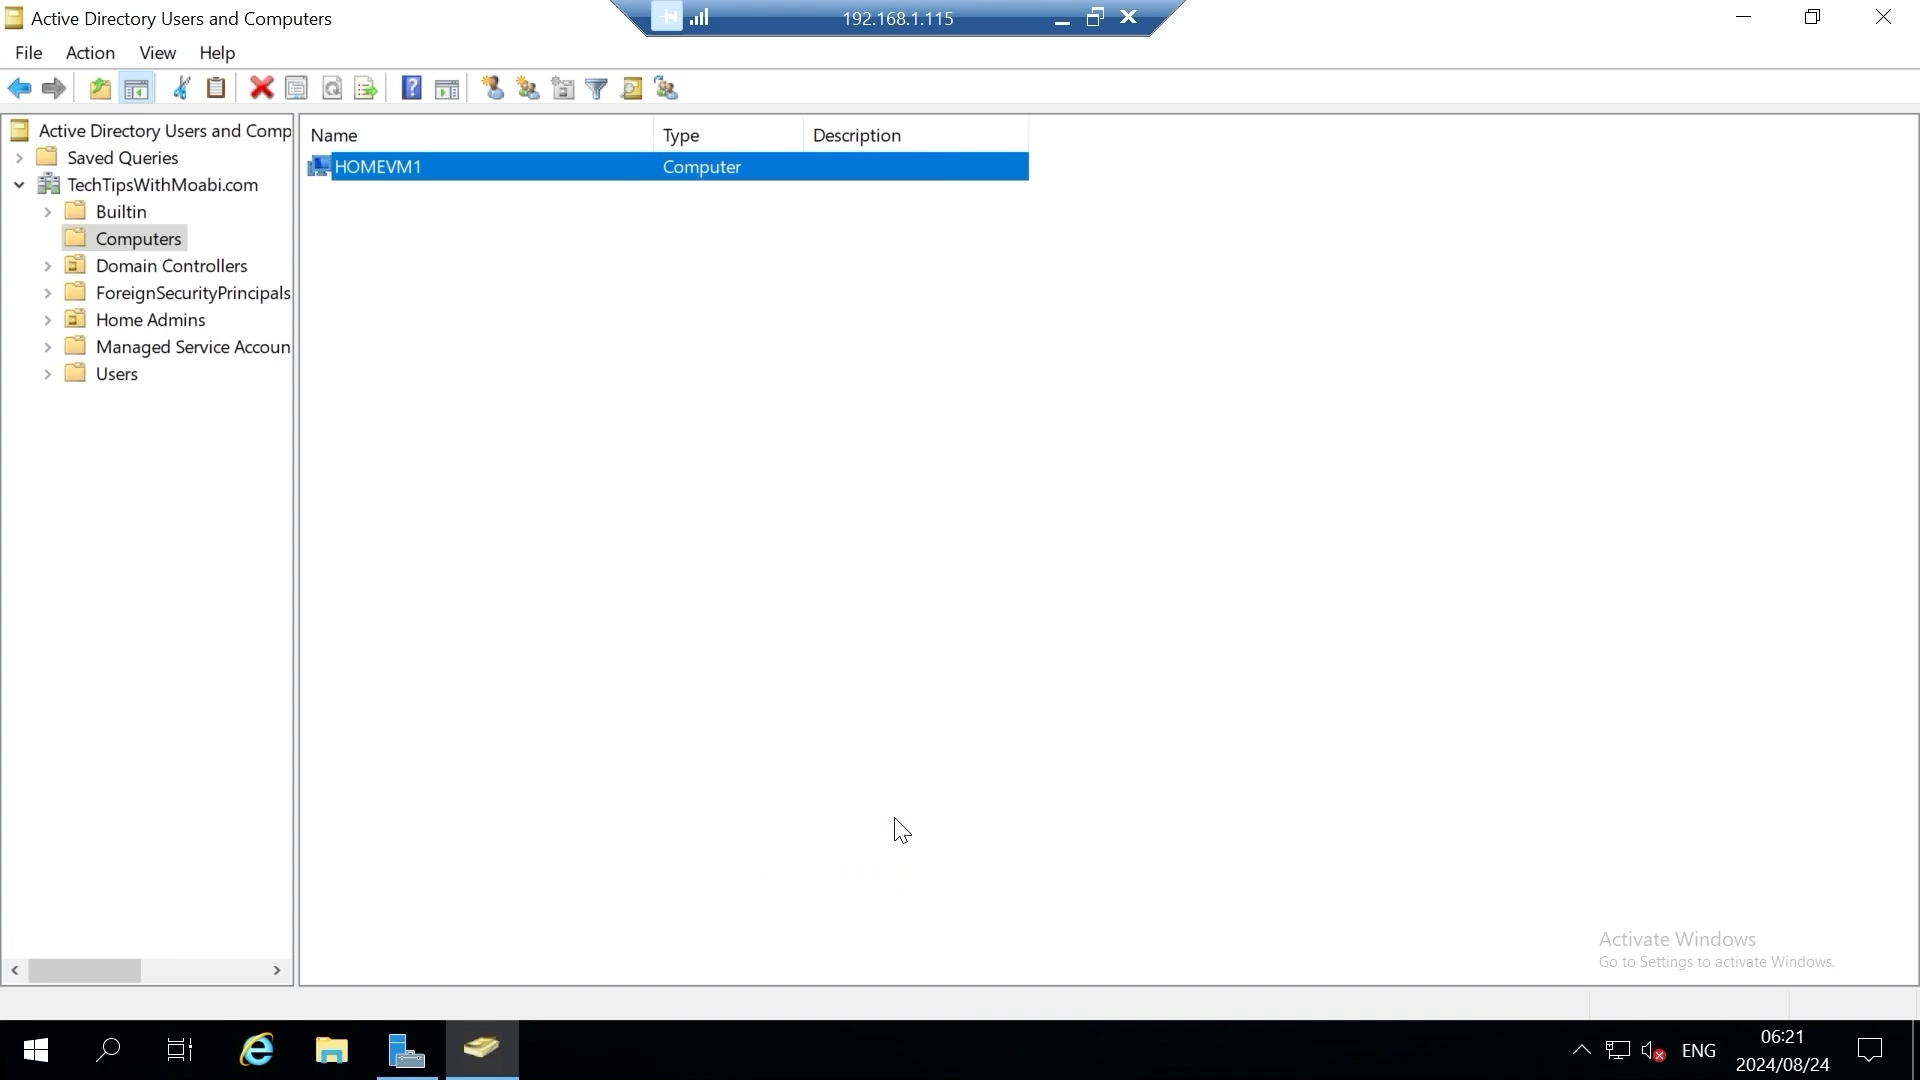 Active Directory Users and Computers
192.168.1.115
File Action View Help
Active Directory Users and Comp
Saved Queries
TechTipsWithMoabi.com
Builtin
Computers
Domain Controllers
ForeignSecurityPrincipals
Home Admins
Managed Service Accoun
Users
Name Type Description
HOMEVM1 Computer
Activate Windows
Go to Settings to activate Windows.
ENG
06:21
2024/08/24